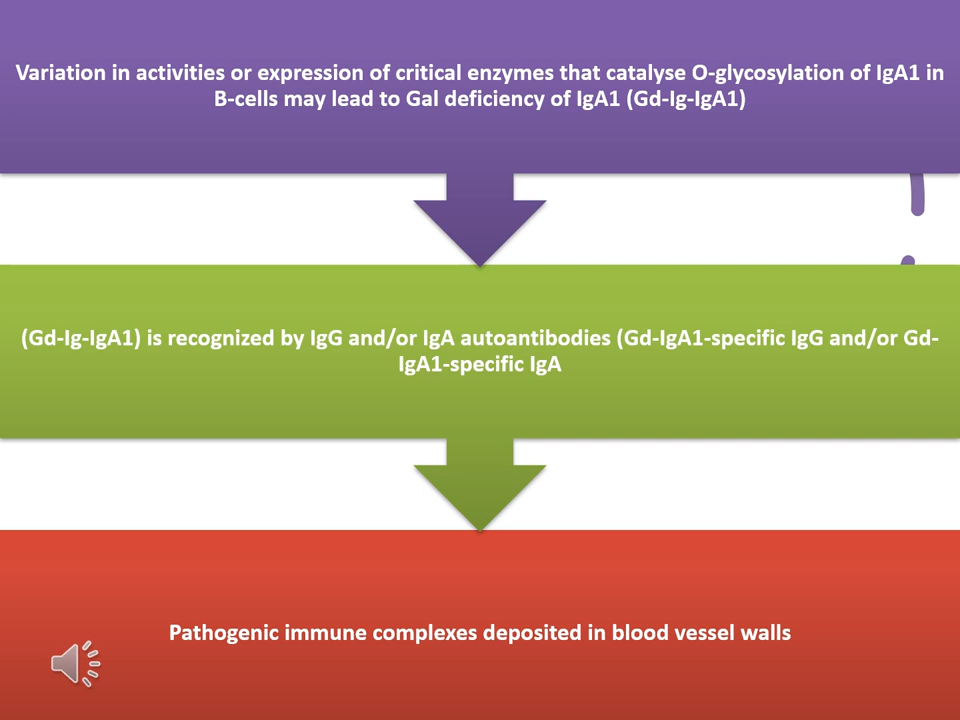 Variation in activities or expression of critical enzymes that catalyse O-glycosylation of IgA1 in
B-cells may lead to Gal deficiency of IgA1 (Gd-Ig-IgA1)
(Gd-Ig-IgA1) is recognized by IgG and/or IgA autoantibodies (Gd-IgA1-specific IgG and/or Gd-
IgA1-specific IgA
Pathogenic immune complexes deposited in blood vessel walls